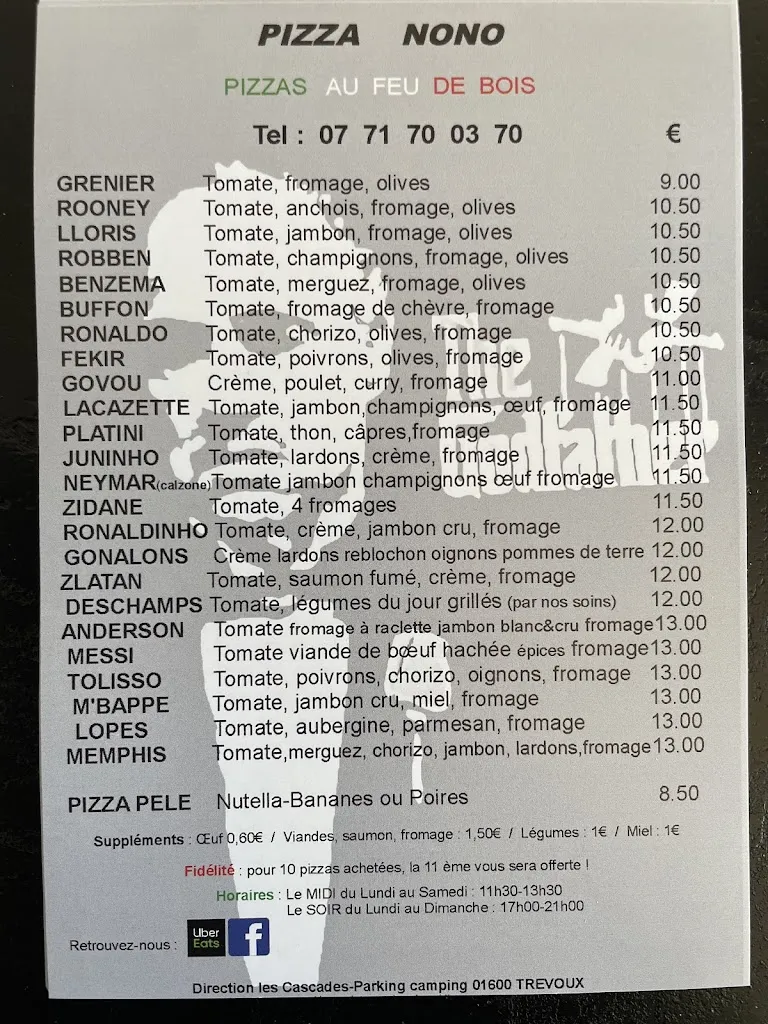 PIZZA NONO
PIZZAS AU FEU DE BOIS
Tel : 07 71 70 03 70 €
GRENIER Tomate, fromage, olives 9.00
ROONEY Tomate, anchois, fromage, olives 10.50
LLORIS Tomate, jambon, fromage, olives 10.50
ROBBEN Tomate, champignons, fromage, olives 10.50
BENZEMA Tomate, merguez, fromage, olives 10.50
BUFFON Tomate, fromage de chèvre, fromage 10.50
RONALDO Tomate, chorizo, olives, fromage 10.50
FEKIR Tomate, poivrons, olives, fromage 10.50
GOVOU Crème, poulet, curry, fromage 11.00
LACAZETTE Tomate, jambon,champignons, œuf, fromage 11.50
PLATINI Tomate, thon, câpres,fromage 11.50
JUNINHO Tomate, lardons, crème, fromage 11.50
NEYMAR(calzone) Tomate jambon champignons œuf fromage 11.50
ZIDANE Tomate, 4 fromages 11.50
RONALDINHO Tomate, crème, jambon cru, fromage 12.00
GONALONS Crème lardons reblochon oignons pommes de terre 12.00
ZLATAN Tomate, saumon fumé, crème, fromage 12.00
DESCHAMPS Tomate, légumes du jour grillés (par nos soins) 12.00
ANDERSON Tomate fromage à raclette jambon blanc&cru fromage 13.00
MESSI Tomate viande de bœuf hachée épices fromage 13.00
TOLISSO Tomate, poivrons, chorizo, oignons, fromage 13.00
M'BAPPE Tomate, jambon cru, miel, fromage 13.00
LOPES Tomate, aubergine, parmesan, fromage 13.00
MEMPHIS Tomate,merguez, chorizo, jambon, lardons,fromage 13.00
The Godfather
PIZZA PELE Nutella-Bananes ou Poires 8.50
Suppléments : Œuf 0,60€ / Viandes, saumon, fromage : 1,50€ / Légumes : 1€ / Miel : 1€
Fidélité : pour 10 pizzas achetées, la 11 ème vous sera offerte !
Horaires : Le MIDI du Lundi au Samedi : 11h30-13h30
Le SOIR du Lundi au Dimanche : 17h00-21h00
Retrouvez-nous : Uber Eats f
Direction les Cascades-Parking camping 01600 TREVOUX